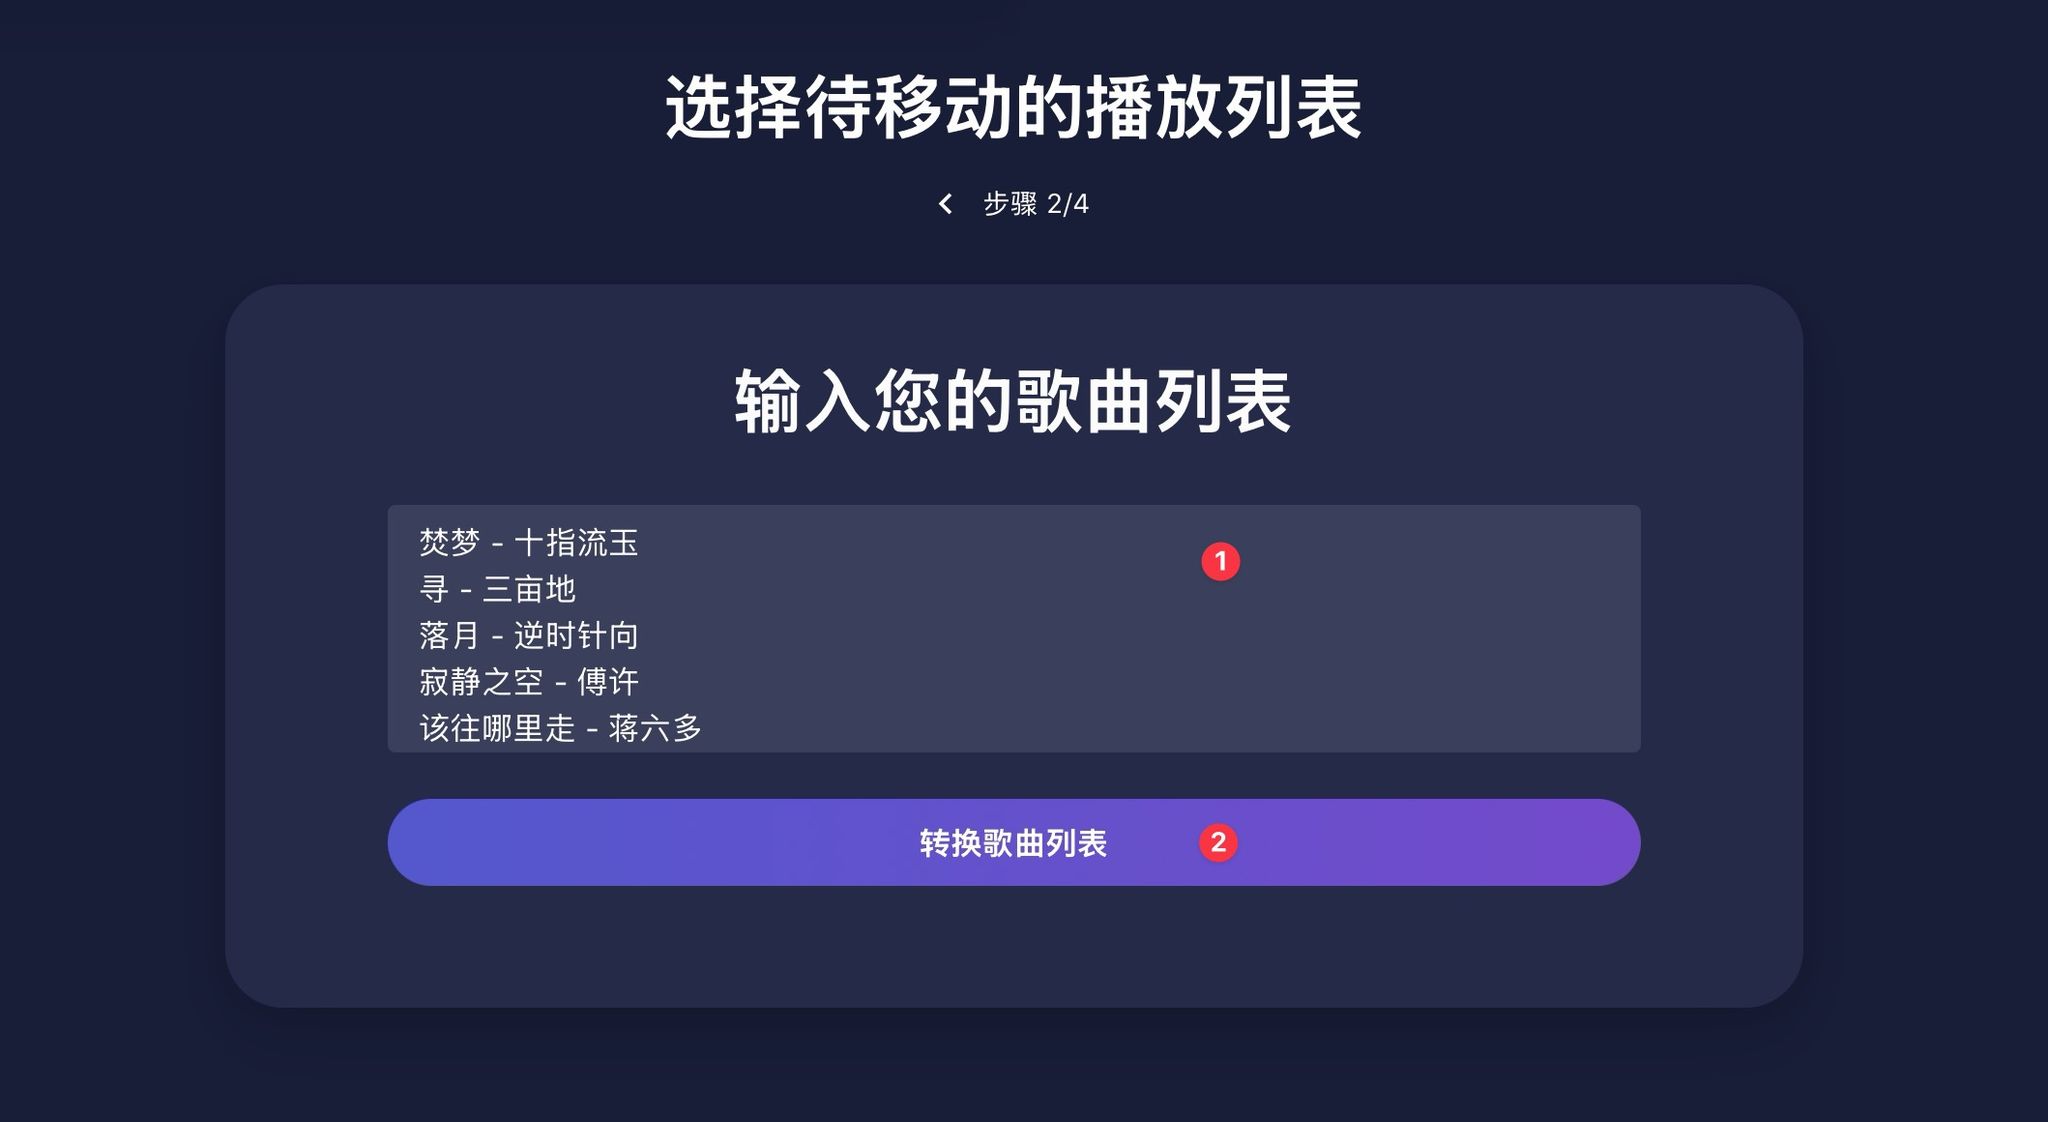 选择待移动的播放列表
步骤 2/4
输入您的歌曲列表
焚梦 - 十指流玉
1
寻 - 三亩地
落月 - 逆时针向
寂静之空 - 傅许
该往哪里走 - 蒋六多
转换歌曲列表
2